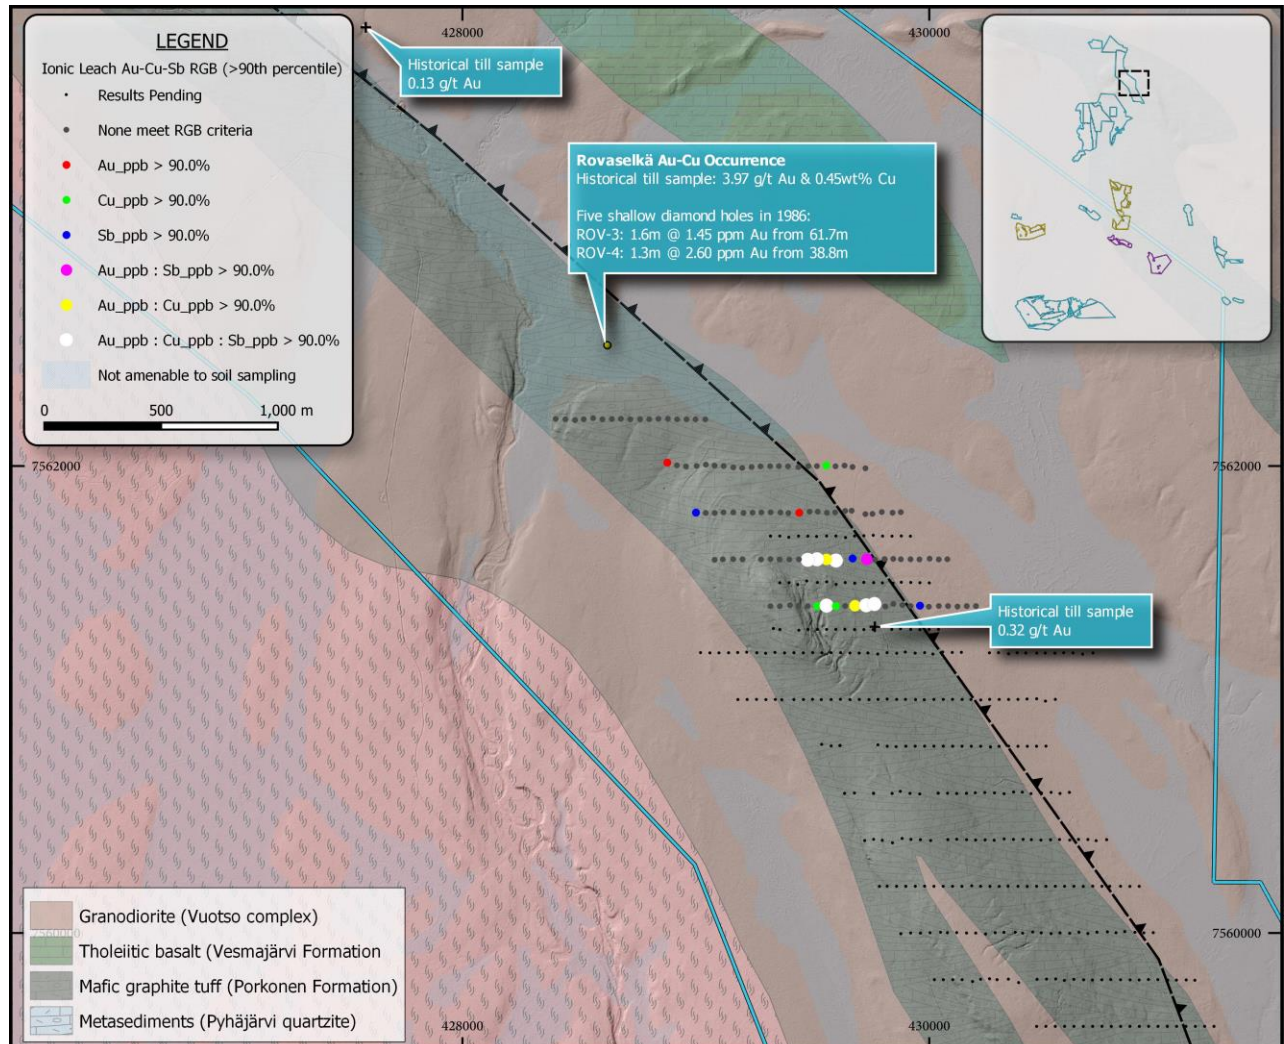 428000
430000
LEGEND
Ionic Leach Au-Cu-Sb RGB (>90th percentile)
Results Pending
None meet RGB criteria
Au_ppb > 90.0%
Cu_ppb > 90.0%
Sb_ppb > 90.0%
Au_ppb : Sb_ppb > 90.0%
Au_ppb : Cu_ppb > 90.0%
Au_ppb : Cu_ppb : Sb_ppb > 90.0%
Not amenable to soil sampling
0 500 1,000 m
Historical till sample
0.13 g/t Au
Rovaselkä Au-Cu Occurrence
Historical till sample: 3.97 g/t Au & 0.45wt% Cu
Five shallow diamond holes in 1986:
ROV-3: 1.6m @ 1.45 ppm Au from 61.7m
ROV-4: 1.3m @ 2.60 ppm Au from 38.8m
7562000
7562000
Historical till sample
0.32 g/t Au
Granodiorite (Vuotso complex)
7560000
Tholeiitic basalt (Vesmajärvi Formation
Mafic graphite tuff (Porkonen Formation)
Metasediments (Pyhäjärvi quartzite)
7560000
428000
430000